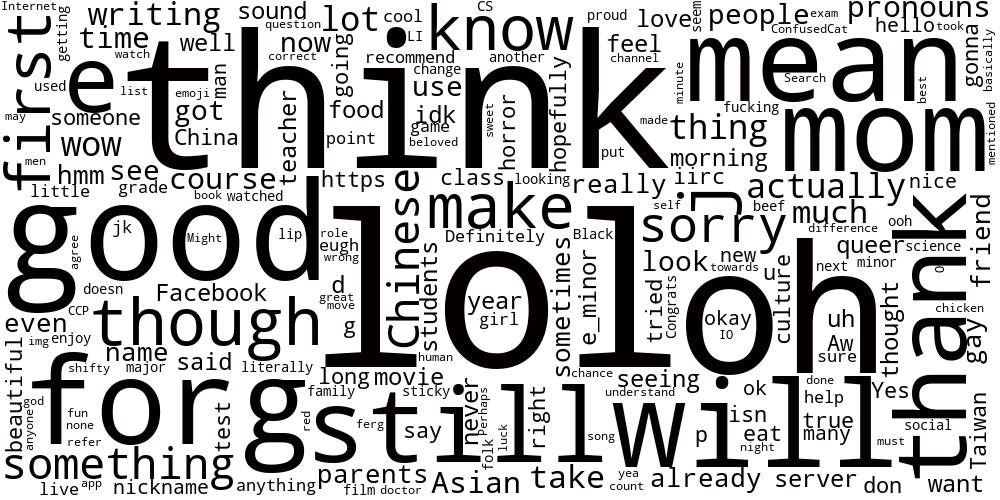 Internet
writing
sound
question
lot
cool
LI
know
CS
proud
love
seem
people
exam
pronouns
ConfusedCat
hello
took
getting
time
watch
well
now
correct
going
recommend
another
change
feel
channel
mean
gonna
basically
first
used
e
list
emoji
man
think
use
minute
Search
best
may
someone
got
China
teacher
food
point
idk
game
beloved
sweet
horror
hopefully
made
fucking
thing
mom
mentioned
men
wow
put
morning
hmm
see
course
https
class
looking
really
iirc
go
actually
nice
little
grade
book
watched
self
J
beef
good
jk
Might
lip
role
eugh
wrong
lol
Chinese
make
Definitely
Black
sorry
much
difference
ooh
thank
friend
agree
queer
science
doesn
CCP
Facebook
d
great
move
g
students
year
girl
sometimes
e_minor
look
new
towards
u
culture
next
minor
O
oh
okay
IO
uh
Aw
sure
thought
chicken
even
img
enjoy
though
tried
Congrats
gay
beautiful
name
said
shifty
major
literally
human
chance
seeing
understand
ok
done
help
Yes
god
anyone
forg
long
movie
family
sticky
never
Perhaps
still
will
fun
none
refer
test
red
ferg
say
folk
luck
right
song
p
isn
eat
night
true
many
must
social
Taiwan
something
parents
live
app
nickname
anything
film
doctor
Asian
take
yea
count
already
server
don
want